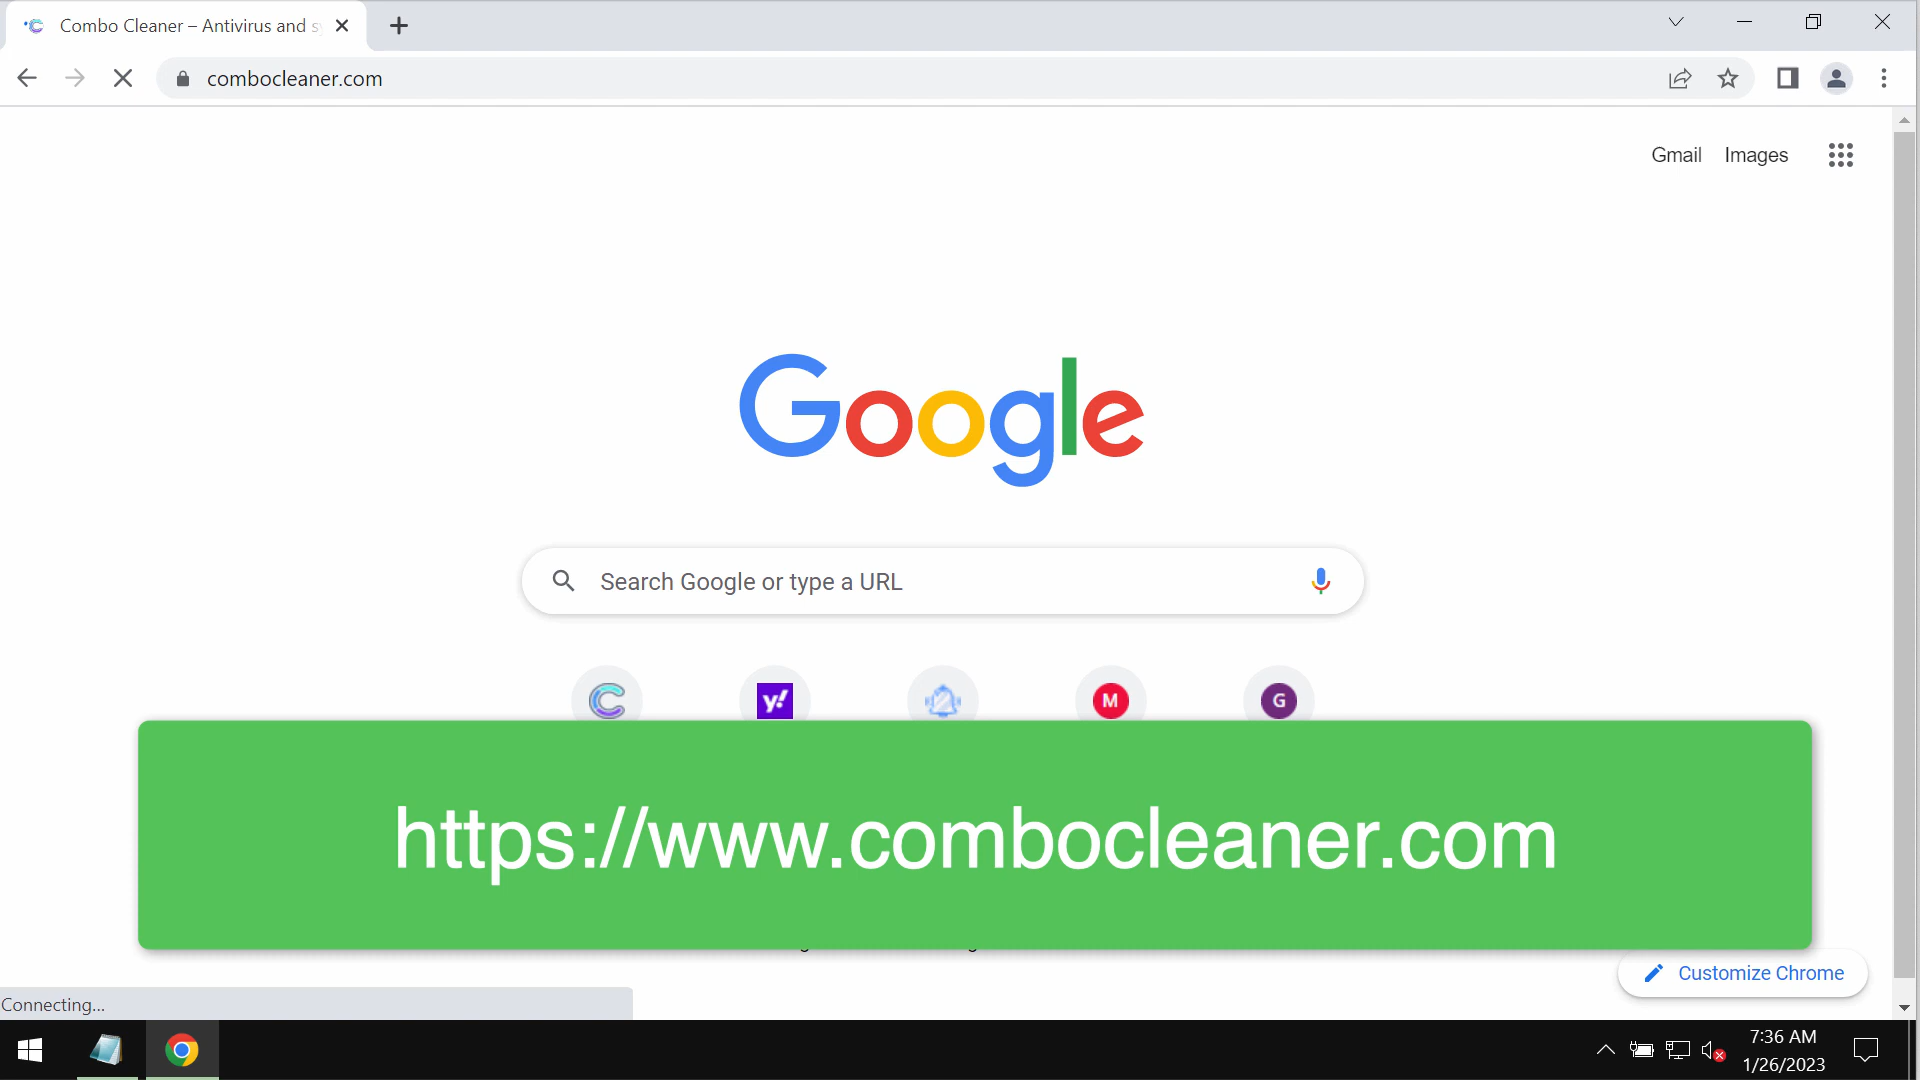 Combo Cleaner – Antivirus and s
combocleaner.com
Gmail Images
Google
Search Google or type a URL
C
y!
M
G
https://www.combocleaner.com
Customize Chrome
Connecting...
7:36 AM
1/26/2023